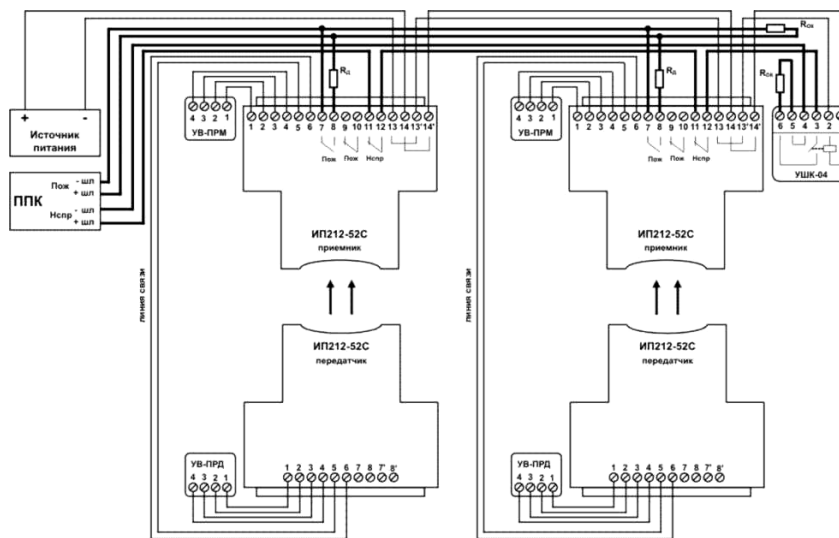 Rок
Rд
Rд
Rок
+ -
Источник
питания
4 3 2 1
УВ-ПРМ
1 2 3 4 5 6 7 8 9 10 11 12 13 14 13' 14'
Пож Пож Нспр
4 3 2 1
УВ-ПРМ
1 2 3 4 5 6 7 8 9 10 11 12 13 14 13' 14'
Пож Пож Нспр
6 5 4 3 2
УШК-04
ППК
Пож
- шл
+ шл
Нспр
- шл
+ шл
ИП212-52С
приемник
ИП212-52С
приемник
линия связи
линия связи
ИП212-52С
передатчик
ИП212-52С
передатчик
УВ-ПРД
4 3 2 1
1 2 3 4 5 6 7 8 7' 8'
УВ-ПРД
4 3 2 1
1 2 3 4 5 6 7 8 7' 8'